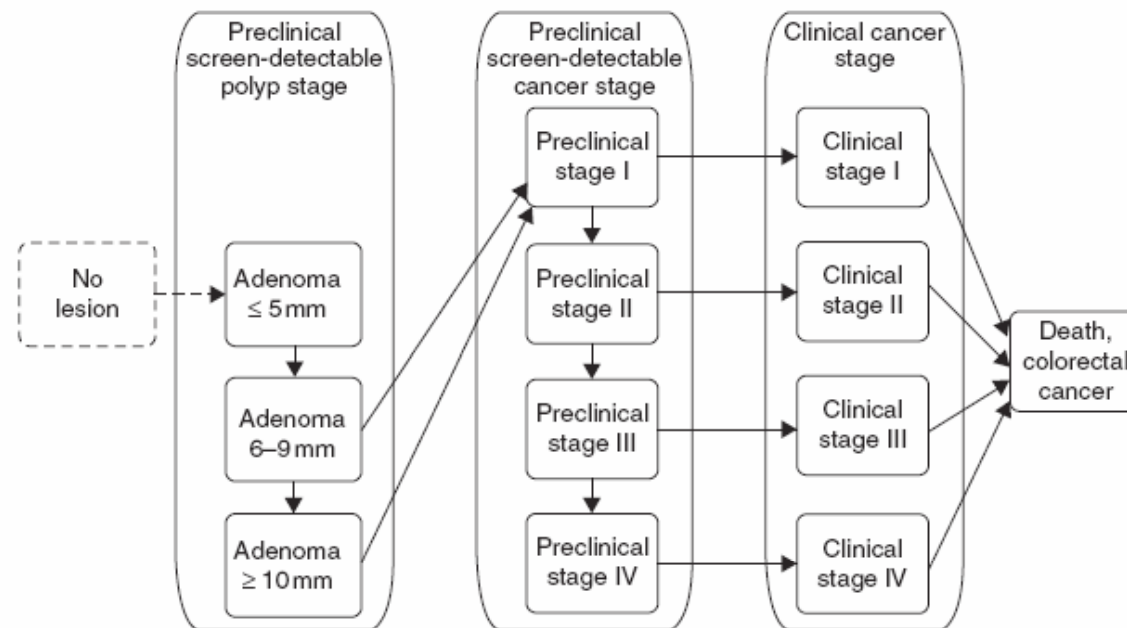 Preclinical
screen-detectable
polyp stage
Preclinical
screen-detectable
cancer stage
Clinical cancer
stage
No
lesion
Adenoma
≤ 5 mm
Adenoma
6–9 mm
Adenoma
≥ 10 mm
Preclinical
stage I
Preclinical
stage II
Preclinical
stage III
Preclinical
stage IV
Clinical
stage I
Clinical
stage II
Clinical
stage III
Clinical
stage IV
Death,
colorectal
cancer